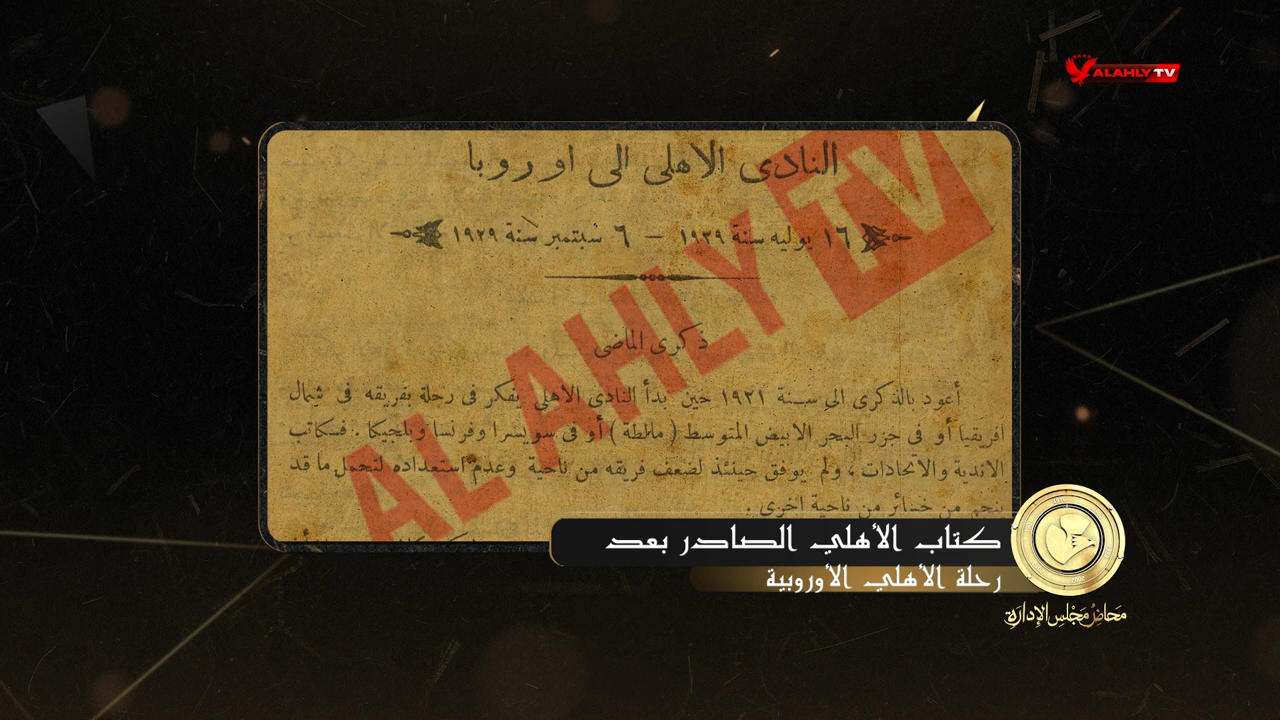 ALAHLY TV
النادى الاهلى الى اوروبا
١٦ يوليه سنة ١٩٢٩ — ٦ سبتمبر سنة ١٩٢٩
ذكرى الماضى
أعود بالذكرى الى سنة ١٩٢١ حين بدأ النادى الاهلى يفكر فى رحلة بفريقه فى شمال
افريقيا أو فى جزر البحر الابيض المتوسط ( مالطة ) أو فى سويسرا وفرنسا وبلجيكا . فكاتب
الاندية والاتحادات ، ولم يوفق حينئذ لضعف فريقه من ناحية وعدم استعداده لتحمل ما قد
ينجم من خسائر من ناحية اخرى .
AL AHLY TV
كتاب الأهلي الصادر بعد
رحلة الأهلي الأوروبية
محاضر مجلس الإدارة